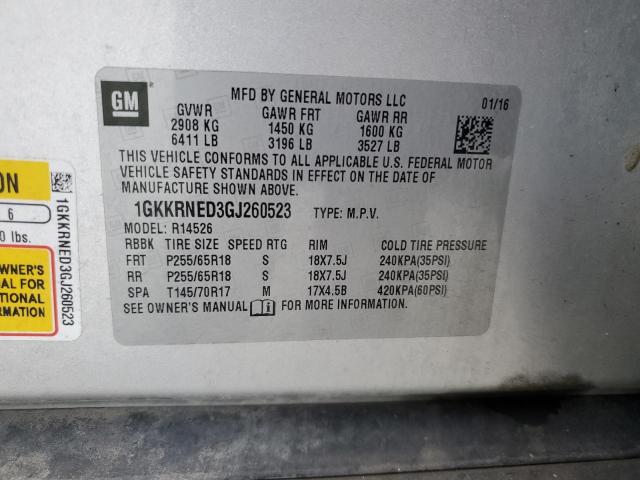 GM
MFD BY GENERAL MOTORS LLC
01/16
GVWR GAWR FRT GAWR RR
2908 KG 1450 KG 1600 KG
6411 LB 3196 LB 3527 LB
THIS VEHICLE CONFORMS TO ALL APPLICABLE U.S. FEDERAL MOTOR
VEHICLE SAFETY STANDARDS IN EFFECT ON THE DATE OF
MANUFACTURE SHOWN ABOVE.
1GKKRNED3GJ260523 TYPE: M.P.V.
MODEL: R14526
RBBK TIRE SIZE SPEED RTG RIM COLD TIRE PRESSURE
FRT P255/65R18 S 18X7.5J 240KPA(35PSI)
RR P255/65R18 S 18X7.5J 240KPA(35PSI)
SPA T145/70R17 M 17X4.5B 420KPA(60PSI)
SEE OWNER'S MANUAL i FOR MORE INFORMATION.
ON
6
0 lbs.
OWNER'S
AL FOR
TIONAL
RMATION
1GKKRNED3GJ260523